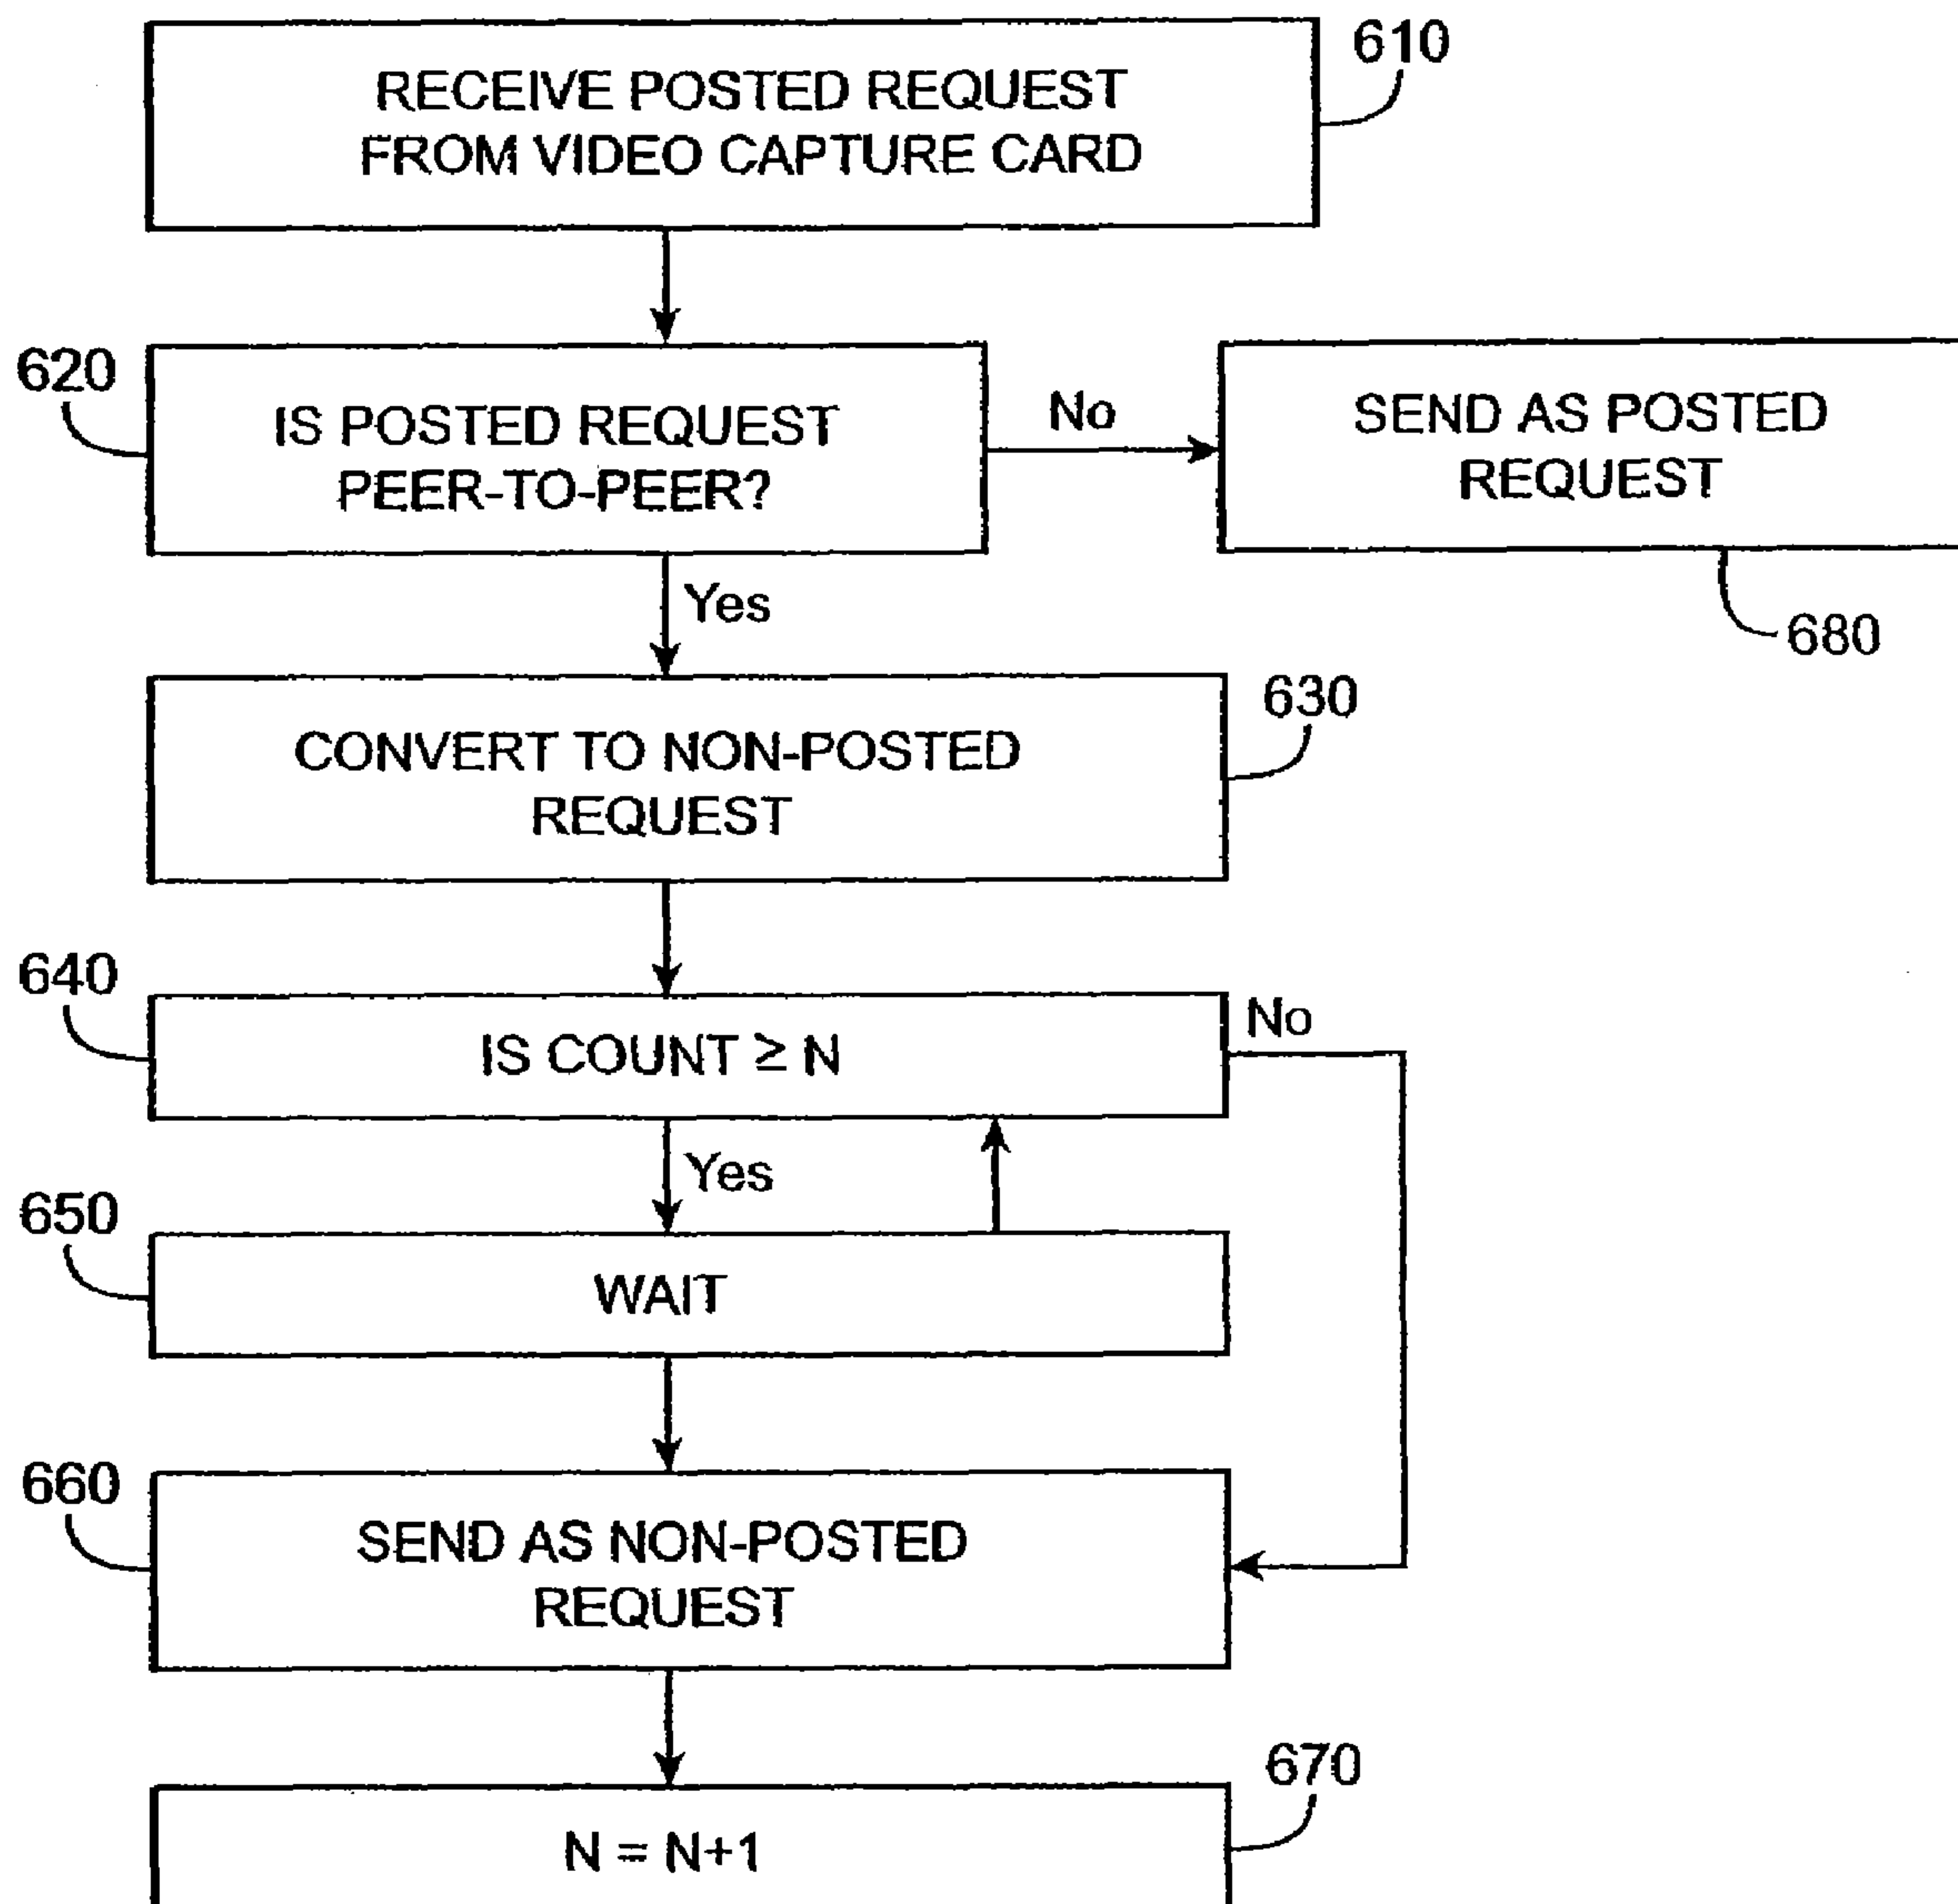 610
RECEIVE POSTED REQUEST
FROM VIDEO CAPTURE CARD
620
IS POSTED REQUEST
PEER-TO-PEER?
No
SEND AS POSTED
REQUEST
680
Yes
630
CONVERT TO NON-POSTED
REQUEST
640
IS COUNT ≥ N
No
Yes
650
WAIT
660
SEND AS NON-POSTED
REQUEST
670
N = N+1